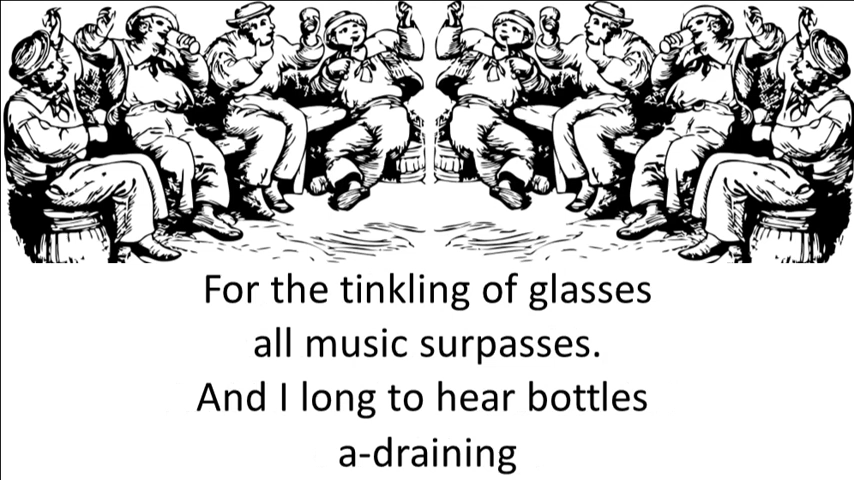 For the tinkling of glasses
all music surpasses.
And I long to hear bottles
a-draining